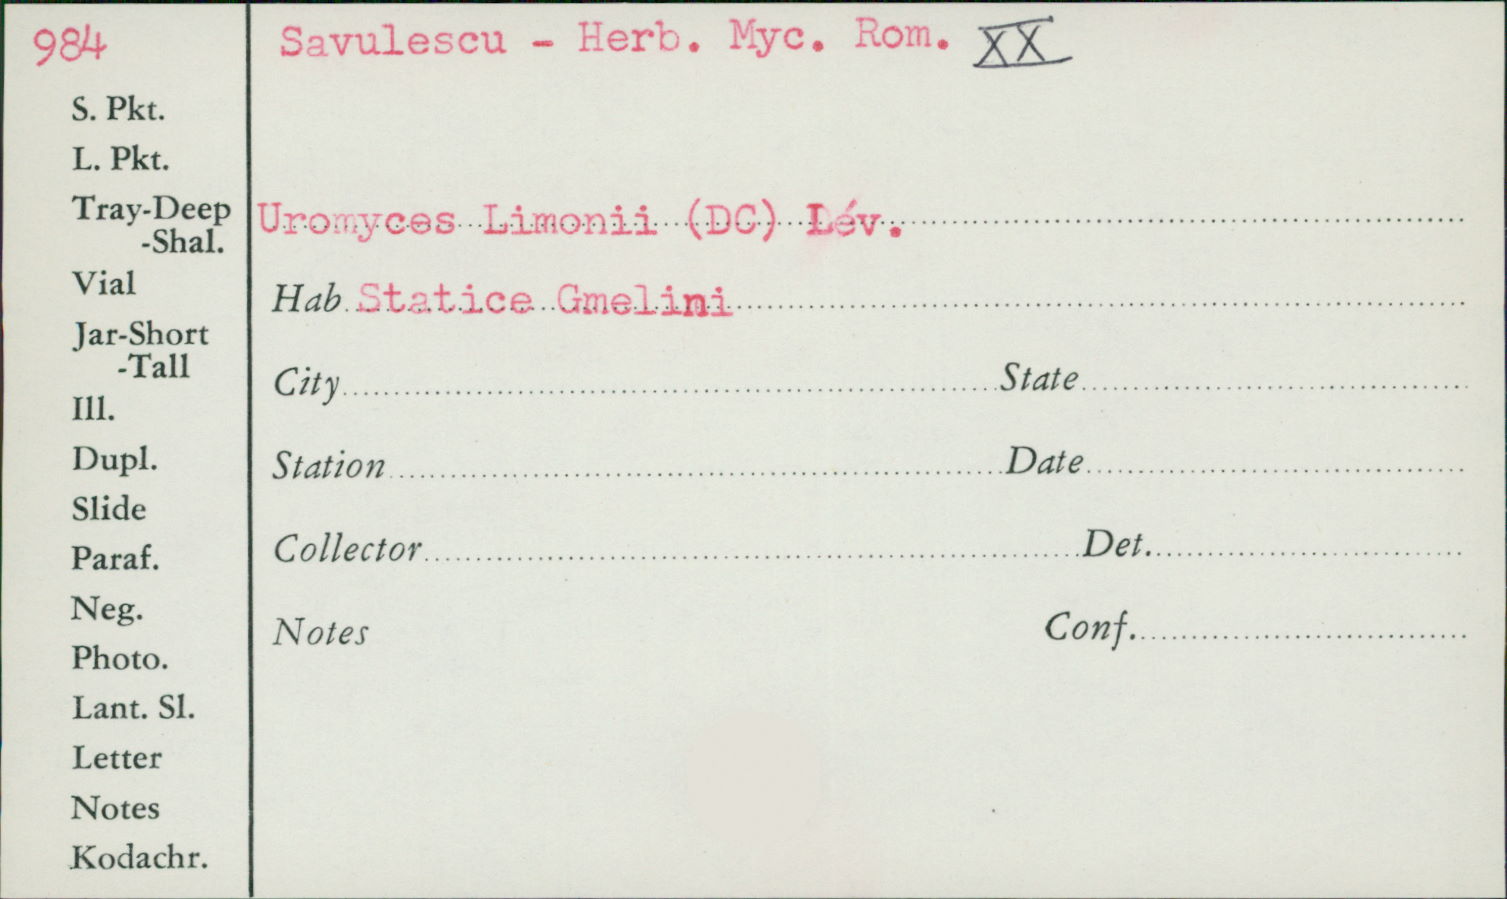 984
Savulescu - Herb. Myc. Rom. XX
S. Pkt.
L. Pkt.
Tray-Deep
-Shal.
Vial
Jar-Short
-Tall
Ill.
Dupl.
Slide
Paraf.
Neg.
Photo.
Lant. Sl.
Letter
Notes
Kodachr.
Uromyces Limonii (DC) Lév.
Hab Statice Gmelini
City State
Station Date
Collector Det.
Notes Conf.